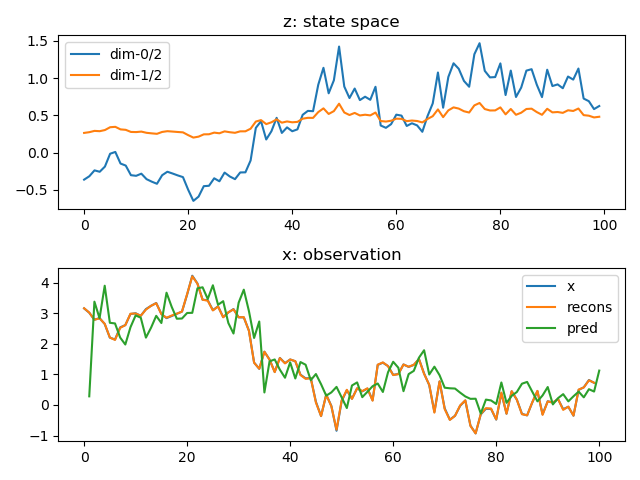 z: state space
1.5
1.0
0.5
0.0
−0.5
dim-0/2
dim-1/2
0 20 40 60 80 100
x: observation
4
3
2
1
0
−1
x
recons
pred
0 20 40 60 80 100